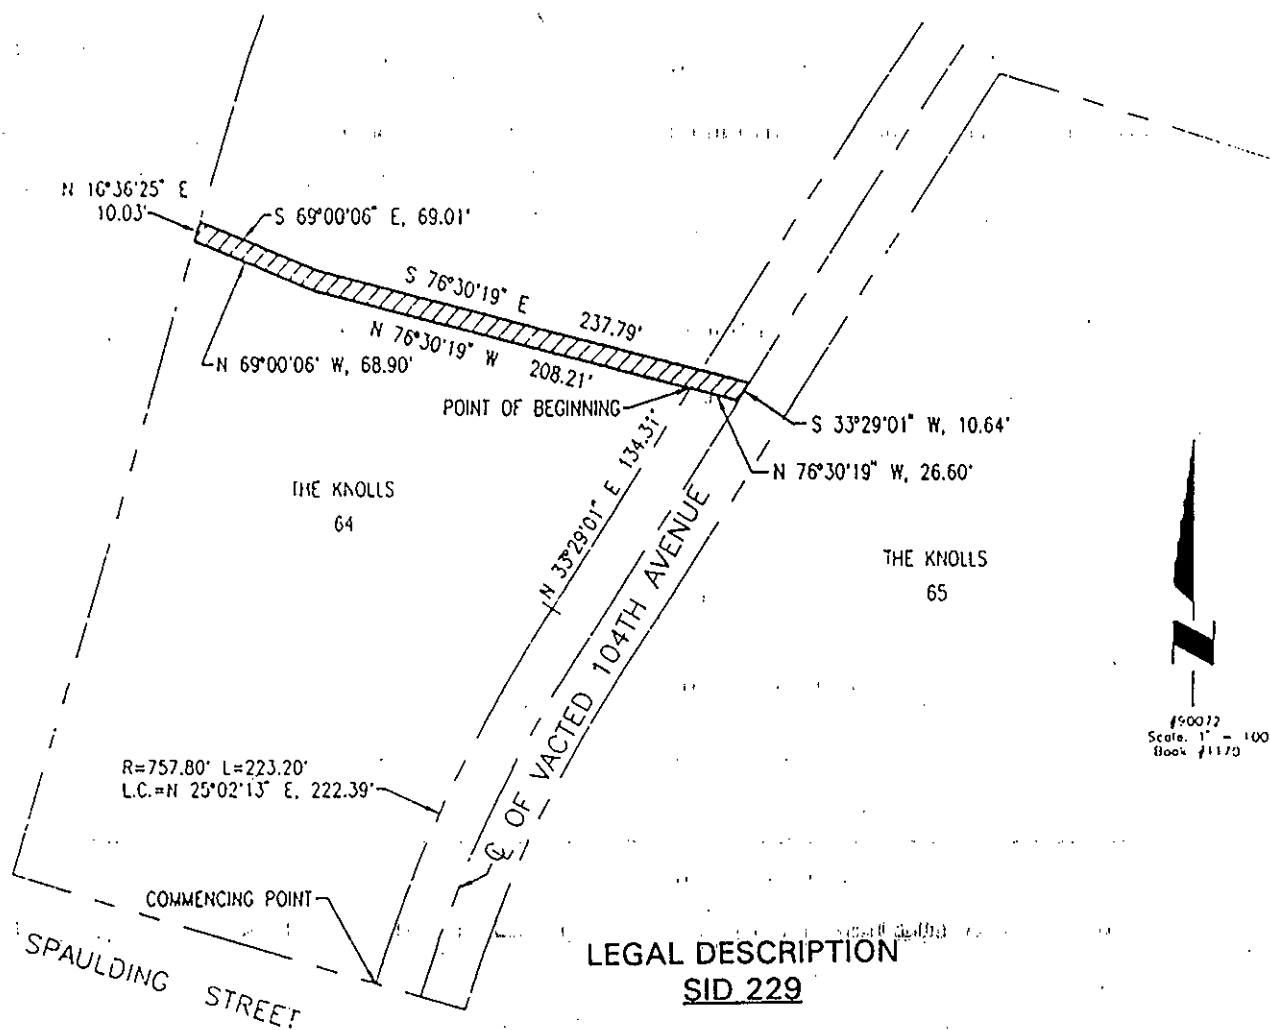 N 16°36'25" E
10.03'
S 69°00'06" E, 69.01'
S 76°30'19" E
237.79'
N 76°30'19" W
208.21'
N 69°00'06" W, 68.90'
POINT OF BEGINNING
S 33°29'01" W, 10.64'
N 76°30'19" W, 26.60'
N 33°29'01" E 134.31'
THE KNOLLS
64
THE KNOLLS
65
℄ OF VACTED 104TH AVENUE
#90072
Scale. 1" = 100
Book #1170
R=757.80' L=223.20'
L.C.=N 25°02'13" E, 222.39'
COMMENCING POINT
SPAULDING STREET
LEGAL DESCRIPTION
SID 229